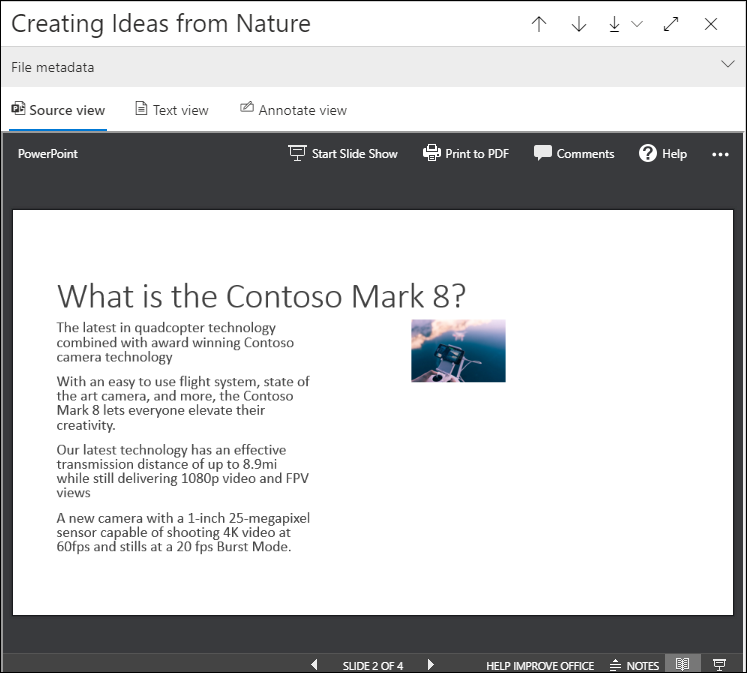 Creating Ideas from Nature
File metadata
Source view Text view Annotate view
PowerPoint Start Slide Show Print to PDF Comments Help
What is the Contoso Mark 8?
The latest in quadcopter technology
combined with award winning Contoso
camera technology
With an easy to use flight system, state of
the art camera, and more, the Contoso
Mark 8 lets everyone elevate their
creativity.
Our latest technology has an effective
transmission distance of up to 8.9mi
while still delivering 1080p video and FPV
views
A new camera with a 1-inch 25-megapixel
sensor capable of shooting 4K video at
60fps and stills at a 20 fps Burst Mode.
SLIDE 2 OF 4 HELP IMPROVE OFFICE NOTES